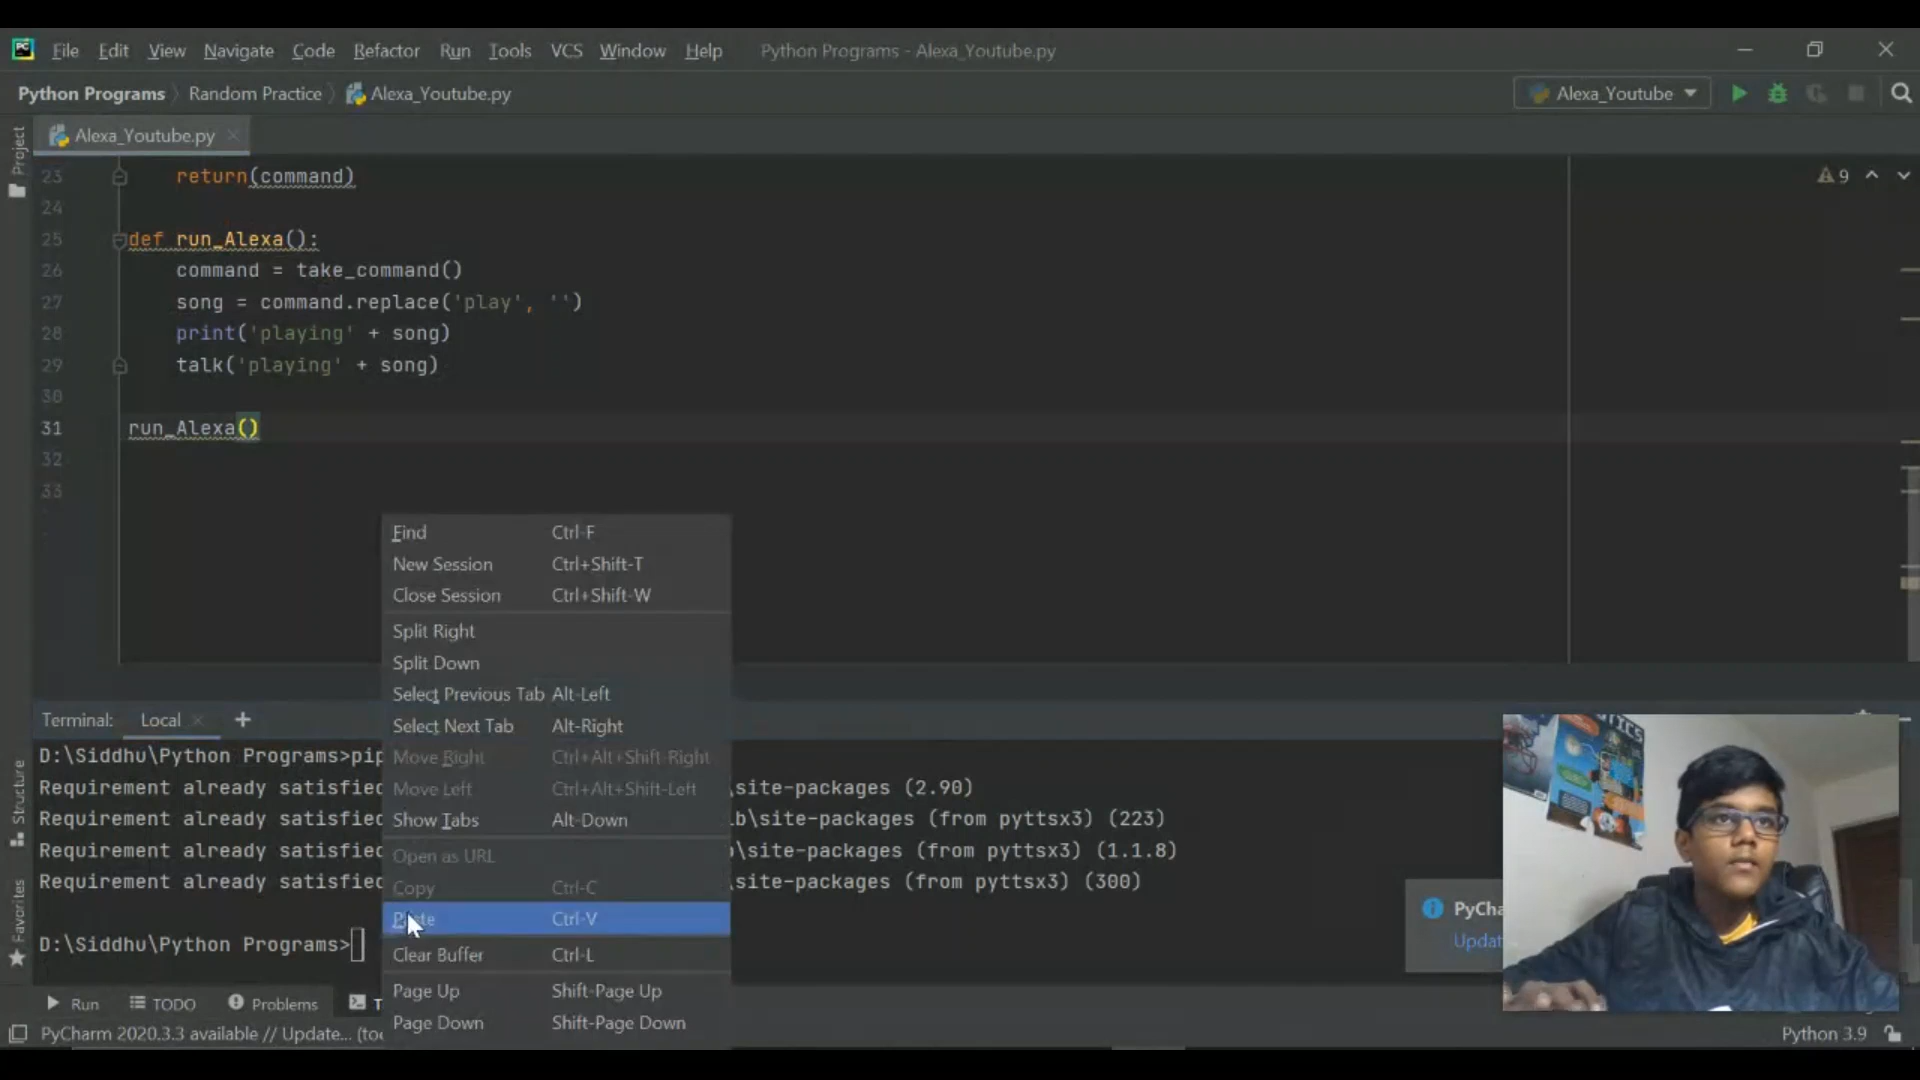 File Edit View Navigate Code Refactor Run Tools VCS Window Help Python Programs - Alexa_Youtube.py
Python Programs Random Practice Alexa_Youtube.py Alexa_Youtube
Project
Alexa_Youtube.py
23 return(command) 9
24
25 def run_Alexa():
26 command = take_command()
27 song = command.replace('play', '')
28 print('playing' + song)
29 talk('playing' + song)
30
31 run_Alexa()
32
33
Find Ctrl-F
New Session Ctrl+Shift-T
Close Session Ctrl+Shift-W
Split Right
Split Down
Select Previous Tab Alt-Left
Select Next Tab Alt-Right
Move Right Ctrl+Alt+Shift-Right
Move Left Ctrl+Alt+Shift-Left
Show Tabs Alt-Down
Open as URL
Copy Ctrl-C
Paste Ctrl-V
Clear Buffer Ctrl-L
Page Up Shift-Page Up
Page Down Shift-Page Down
Terminal: Local +
D:\Siddhu\Python Programs>pip
Requirement already satisfied \site-packages (2.90)
Requirement already satisfied b\site-packages (from pyttsx3) (223)
Requirement already satisfied \site-packages (from pyttsx3) (1.1.8)
Requirement already satisfied \site-packages (from pyttsx3) (300)
D:\Siddhu\Python Programs>
Structure
Favorites
PyCha
Updat
Run TODO Problems T
PyCharm 2020.3.3 available // Update... (to Python 3.9